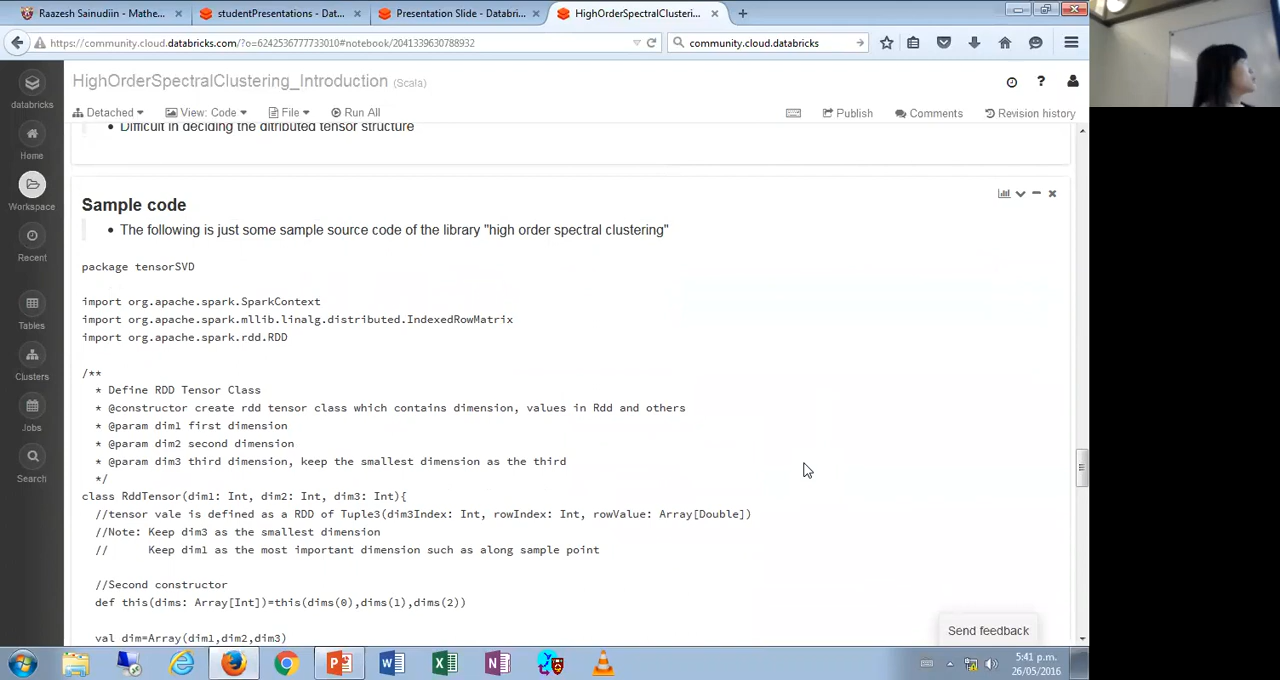 Raazesh Sainudiin - Mathe...
studentPresentations - Dat...
Presentation Slide - Databri...
HighOrderSpectralClusteri...
https://community.cloud.databricks.com/?o=6242536777733010#notebook/2041339630788932
community.cloud.databricks
databricks
Home
Workspace
Recent
Tables
Clusters
Jobs
Search
HighOrderSpectralClustering_Introduction (Scala)
Detached
View: Code
File
Run All
Publish
Comments
Revision history
• Difficult in deciding the ditributed tensor structure
Sample code
• The following is just some sample source code of the library "high order spectral clustering"
package tensorSVD
import org.apache.spark.SparkContext
import org.apache.spark.mllib.linalg.distributed.IndexedRowMatrix
import org.apache.spark.rdd.RDD
/**
* Define RDD Tensor Class
* @constructor create rdd tensor class which contains dimension, values in Rdd and others
* @param dim1 first dimension
* @param dim2 second dimension
* @param dim3 third dimension, keep the smallest dimension as the third
*/
class RddTensor(dim1: Int, dim2: Int, dim3: Int){
//tensor vale is defined as a RDD of Tuple3(dim3Index: Int, rowIndex: Int, rowValue: Array[Double])
//Note: Keep dim3 as the smallest dimension
// Keep dim1 as the most important dimension such as along sample point
//Second constructor
def this(dims: Array[Int])=this(dims(0),dims(1),dims(2))
val dim=Array(dim1,dim2,dim3)
Send feedback
5:41 p.m.
26/05/2016